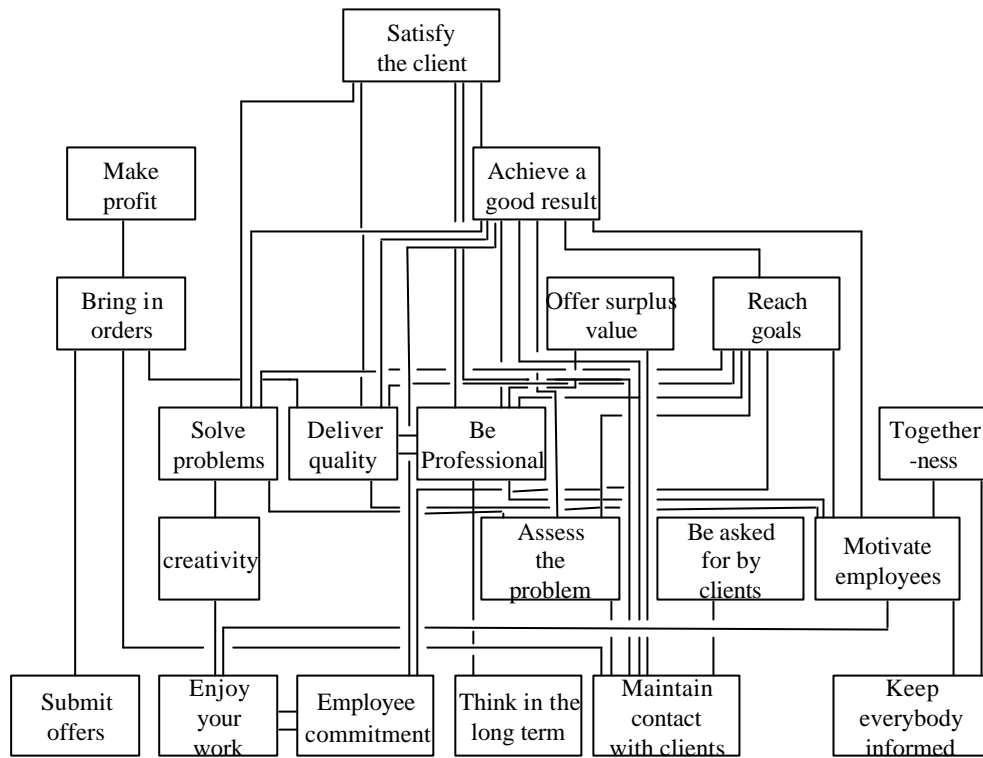 Satisfy
the client
Make
profit
Achieve a
good result
Bring in
orders
Offer surplus
value
Reach
goals
Solve
problems
Deliver
quality
Be
Professional
Together
-ness
creativity
Assess
the
problem
Be asked
for by
clients
Motivate
employees
Submit
offers
Enjoy
your
work
Employee
commitment
Think in the
long term
Maintain
contact
with clients
Keep
everybody
informed